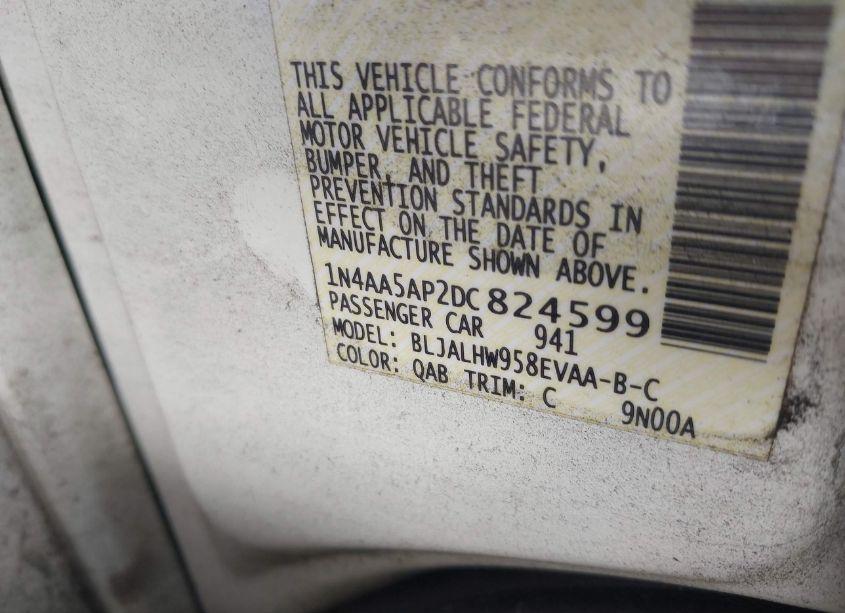 THIS VEHICLE CONFORMS TO
ALL APPLICABLE FEDERAL
MOTOR VEHICLE SAFETY,
BUMPER, AND THEFT
PREVENTION STANDARDS IN
EFFECT ON THE DATE OF
MANUFACTURE SHOWN ABOVE.
1N4AA5AP2DC824599
PASSENGER CAR 941
MODEL: BLJALHW958EVAA-B-C
COLOR: QAB TRIM: C 9N00A